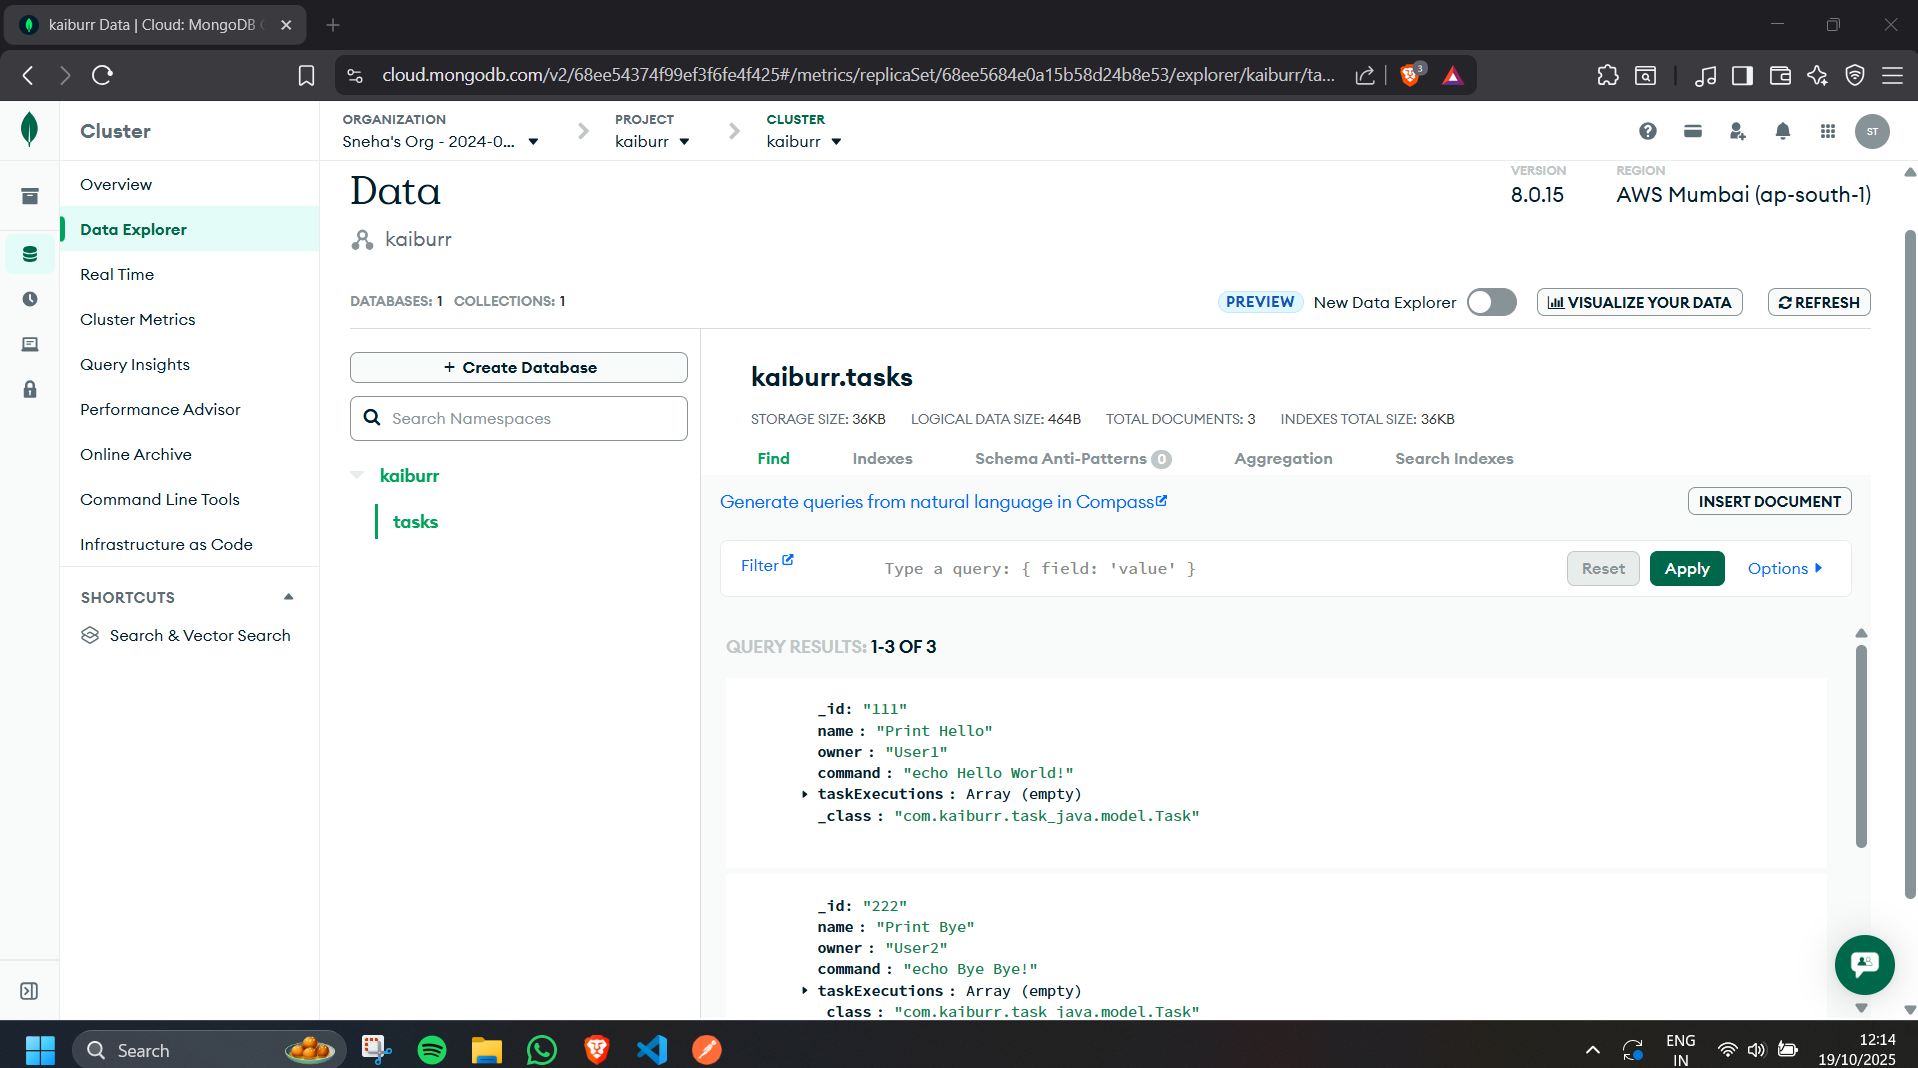 kaiburr Data | Cloud: MongoDB
cloud.mongodb.com/v2/68ee54374f99ef3f6fe4f425#/metrics/replicaSet/68ee5684e0a15b58d24b8e53/explorer/kaiburr/ta...
3
Cluster
ORGANIZATION
Sneha's Org - 2024-0...
PROJECT
kaiburr
CLUSTER
kaiburr
ST
Overview
Data Explorer
Real Time
Cluster Metrics
Query Insights
Performance Advisor
Online Archive
Command Line Tools
Infrastructure as Code
SHORTCUTS
Search & Vector Search
Data
kaiburr
VERSION
8.0.15
REGION
AWS Mumbai (ap-south-1)
DATABASES: 1 COLLECTIONS: 1
PREVIEW New Data Explorer
VISUALIZE YOUR DATA
REFRESH
+ Create Database
Search Namespaces
kaiburr
tasks
kaiburr.tasks
STORAGE SIZE: 36KB LOGICAL DATA SIZE: 464B TOTAL DOCUMENTS: 3 INDEXES TOTAL SIZE: 36KB
Find Indexes Schema Anti-Patterns 0 Aggregation Search Indexes
Generate queries from natural language in Compass
INSERT DOCUMENT
Filter
Type a query: { field: 'value' }
Reset
Apply
Options
QUERY RESULTS: 1-3 OF 3
_id: "111"
name : "Print Hello"
owner : "User1"
command : "echo Hello World!"
taskExecutions : Array (empty)
_class : "com.kaiburr.task_java.model.Task"
_id: "222"
name : "Print Bye"
owner : "User2"
command : "echo Bye Bye!"
taskExecutions : Array (empty)
_class : "com.kaiburr.task_java.model.Task"
Search
ENG
IN
12:14
19/10/2025